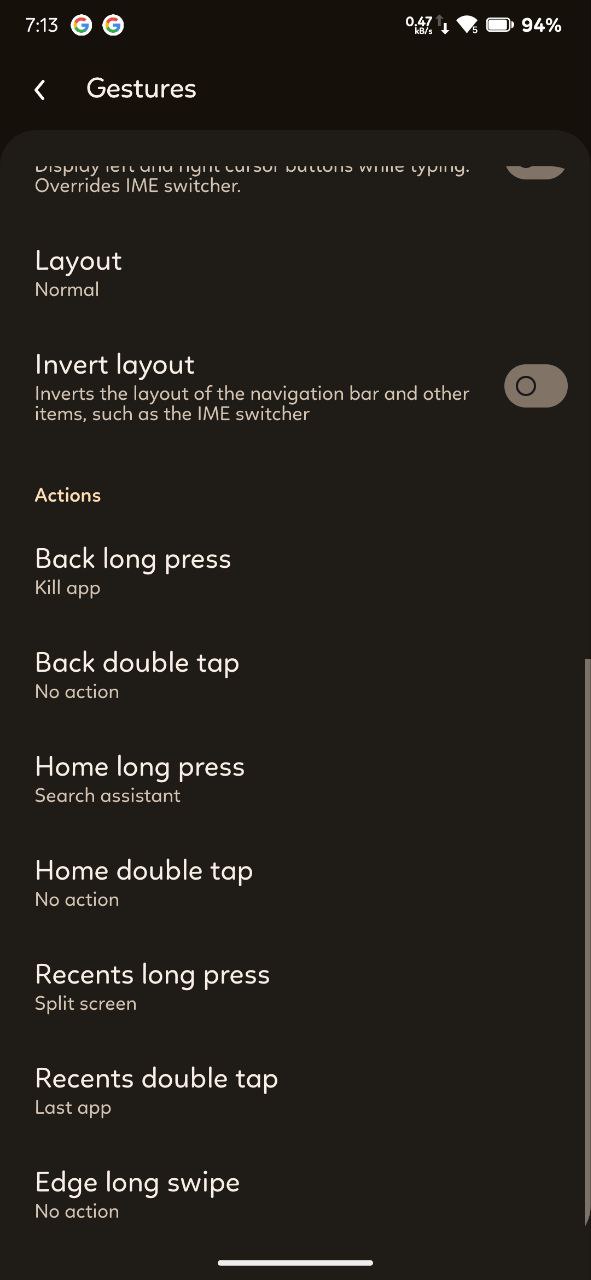 7:13 0.47 kB/s 5 94%
Gestures
Display left and right cursor buttons while typing.
Overrides IME switcher.
Layout
Normal
Invert layout
Inverts the layout of the navigation bar and other
items, such as the IME switcher
Actions
Back long press
Kill app
Back double tap
No action
Home long press
Search assistant
Home double tap
No action
Recents long press
Split screen
Recents double tap
Last app
Edge long swipe
No action